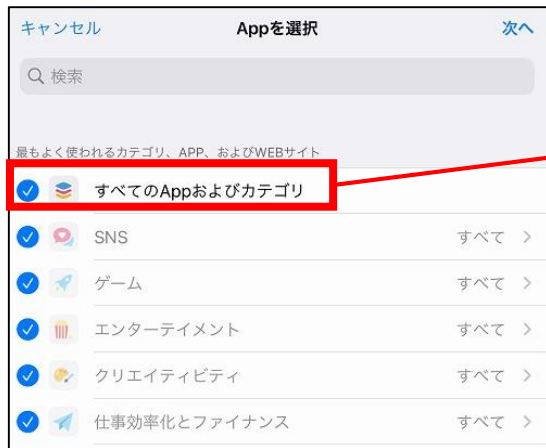 キャンセル Appを選択 次へ
検索
最もよく使われるカテゴリ、APP、およびWEBサイト
すべてのAppおよびカテゴリ
SNS すべて
ゲーム すべて
エンターテイメント すべて
クリエイティビティ すべて
仕事効率化とファイナンス すべて